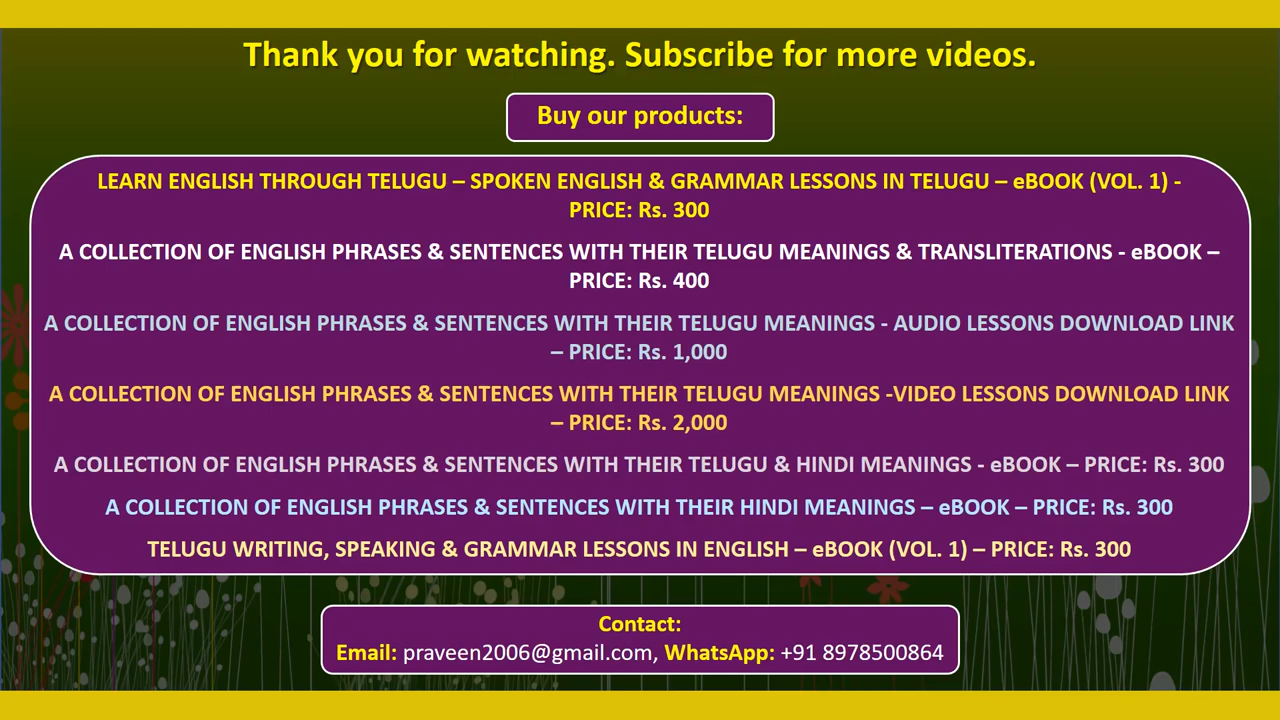 Thank you for watching. Subscribe for more videos.
Buy our products:
LEARN ENGLISH THROUGH TELUGU – SPOKEN ENGLISH & GRAMMAR LESSONS IN TELUGU – eBOOK (VOL. 1) -
PRICE: Rs. 300
A COLLECTION OF ENGLISH PHRASES & SENTENCES WITH THEIR TELUGU MEANINGS & TRANSLITERATIONS - eBOOK –
PRICE: Rs. 400
A COLLECTION OF ENGLISH PHRASES & SENTENCES WITH THEIR TELUGU MEANINGS - AUDIO LESSONS DOWNLOAD LINK
– PRICE: Rs. 1,000
A COLLECTION OF ENGLISH PHRASES & SENTENCES WITH THEIR TELUGU MEANINGS -VIDEO LESSONS DOWNLOAD LINK
– PRICE: Rs. 2,000
A COLLECTION OF ENGLISH PHRASES & SENTENCES WITH THEIR TELUGU & HINDI MEANINGS - eBOOK – PRICE: Rs. 300
A COLLECTION OF ENGLISH PHRASES & SENTENCES WITH THEIR HINDI MEANINGS – eBOOK – PRICE: Rs. 300
TELUGU WRITING, SPEAKING & GRAMMAR LESSONS IN ENGLISH – eBOOK (VOL. 1) – PRICE: Rs. 300
Contact:
Email: praveen2006@gmail.com, WhatsApp: +91 8978500864